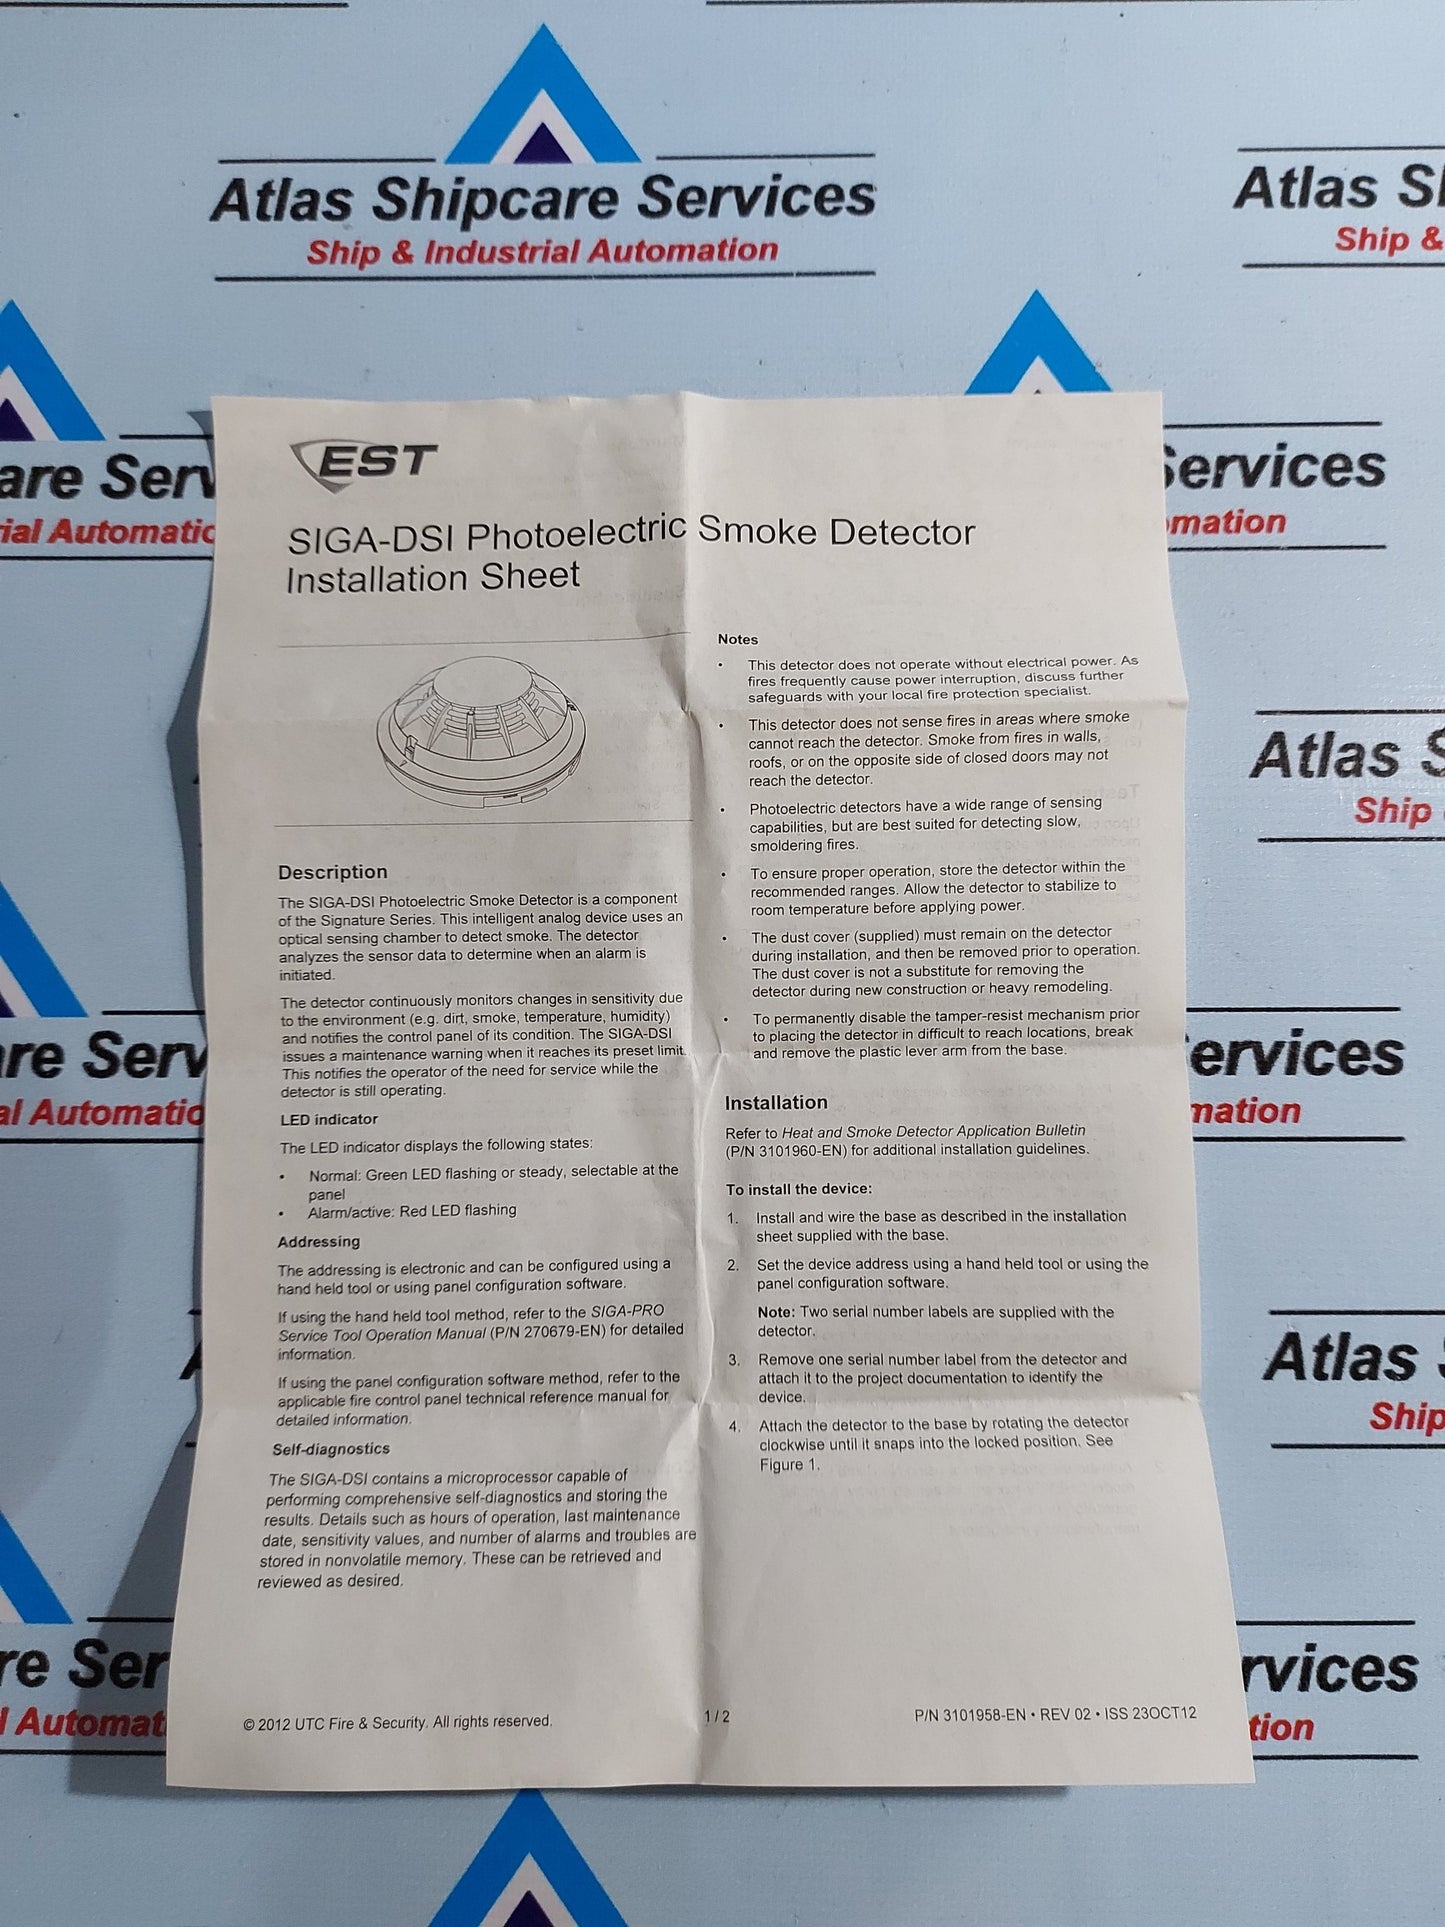 Atlas Shipcare Services
Ship & Industrial Automation
Atlas
Ship &
Services
Automation
EST
SIGA-DSI Photoelectric Smoke Detector
Installation Sheet
Description
The SIGA-DSI Photoelectric Smoke Detector is a component
of the Signature Series. This intelligent analog device uses an
optical sensing chamber to detect smoke. The detector
analyzes the sensor data to determine when an alarm is
initiated.
The detector continuously monitors changes in sensitivity due
to the environment (e.g. dirt, smoke, temperature, humidity)
and notifies the control panel of its condition. The SIGA-DSI
issues a maintenance warning when it reaches its preset limit.
This notifies the operator of the need for service while the
detector is still operating.
LED indicator
The LED indicator displays the following states:
• Normal: Green LED flashing or steady, selectable at the
panel
• Alarm/active: Red LED flashing
Addressing
The addressing is electronic and can be configured using a
hand held tool or using panel configuration software.
If using the hand held tool method, refer to the SIGA-PRO
Service Tool Operation Manual (P/N 270679-EN) for detailed
information.
If using the panel configuration software method, refer to the
applicable fire control panel technical reference manual for
detailed information.
Self-diagnostics
The SIGA-DSI contains a microprocessor capable of
performing comprehensive self-diagnostics and storing the
results. Details such as hours of operation, last maintenance
date, sensitivity values, and number of alarms and troubles are
stored in nonvolatile memory. These can be retrieved and
reviewed as desired.
Notes
• This detector does not operate without electrical power. As
fires frequently cause power interruption, discuss further
safeguards with your local fire protection specialist.
• This detector does not sense fires in areas where smoke
cannot reach the detector. Smoke from fires in walls,
roofs, or on the opposite side of closed doors may not
reach the detector.
• Photoelectric detectors have a wide range of sensing
capabilities, but are best suited for detecting slow,
smoldering fires.
• To ensure proper operation, store the detector within the
recommended ranges. Allow the detector to stabilize to
room temperature before applying power.
• The dust cover (supplied) must remain on the detector
during installation, and then be removed prior to operation.
The dust cover is not a substitute for removing the
detector during new construction or heavy remodeling.
• To permanently disable the tamper-resist mechanism prior
to placing the detector in difficult to reach locations, break
and remove the plastic lever arm from the base.
Installation
Refer to Heat and Smoke Detector Application Bulletin
(P/N 3101960-EN) for additional installation guidelines.
To install the device:
1. Install and wire the base as described in the installation
sheet supplied with the base.
2. Set the device address using a hand held tool or using the
panel configuration software.
Note: Two serial number labels are supplied with the
detector.
3. Remove one serial number label from the detector and
attach it to the project documentation to identify the
device.
4. Attach the detector to the base by rotating the detector
clockwise until it snaps into the locked position. See
Figure 1.
© 2012 UTC Fire & Security. All rights reserved.
1 / 2
P/N 3101958-EN • REV 02 • ISS 23OCT12